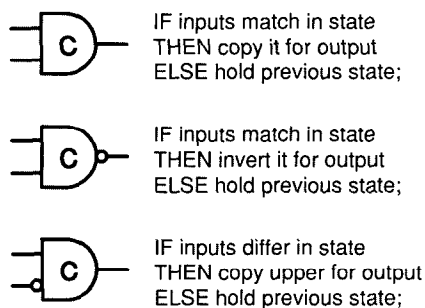 C
IF inputs match in state
THEN copy it for output
ELSE hold previous state;
C
IF inputs match in state
THEN invert it for output
ELSE hold previous state;
C
IF inputs differ in state
THEN copy upper for output
ELSE hold previous state;